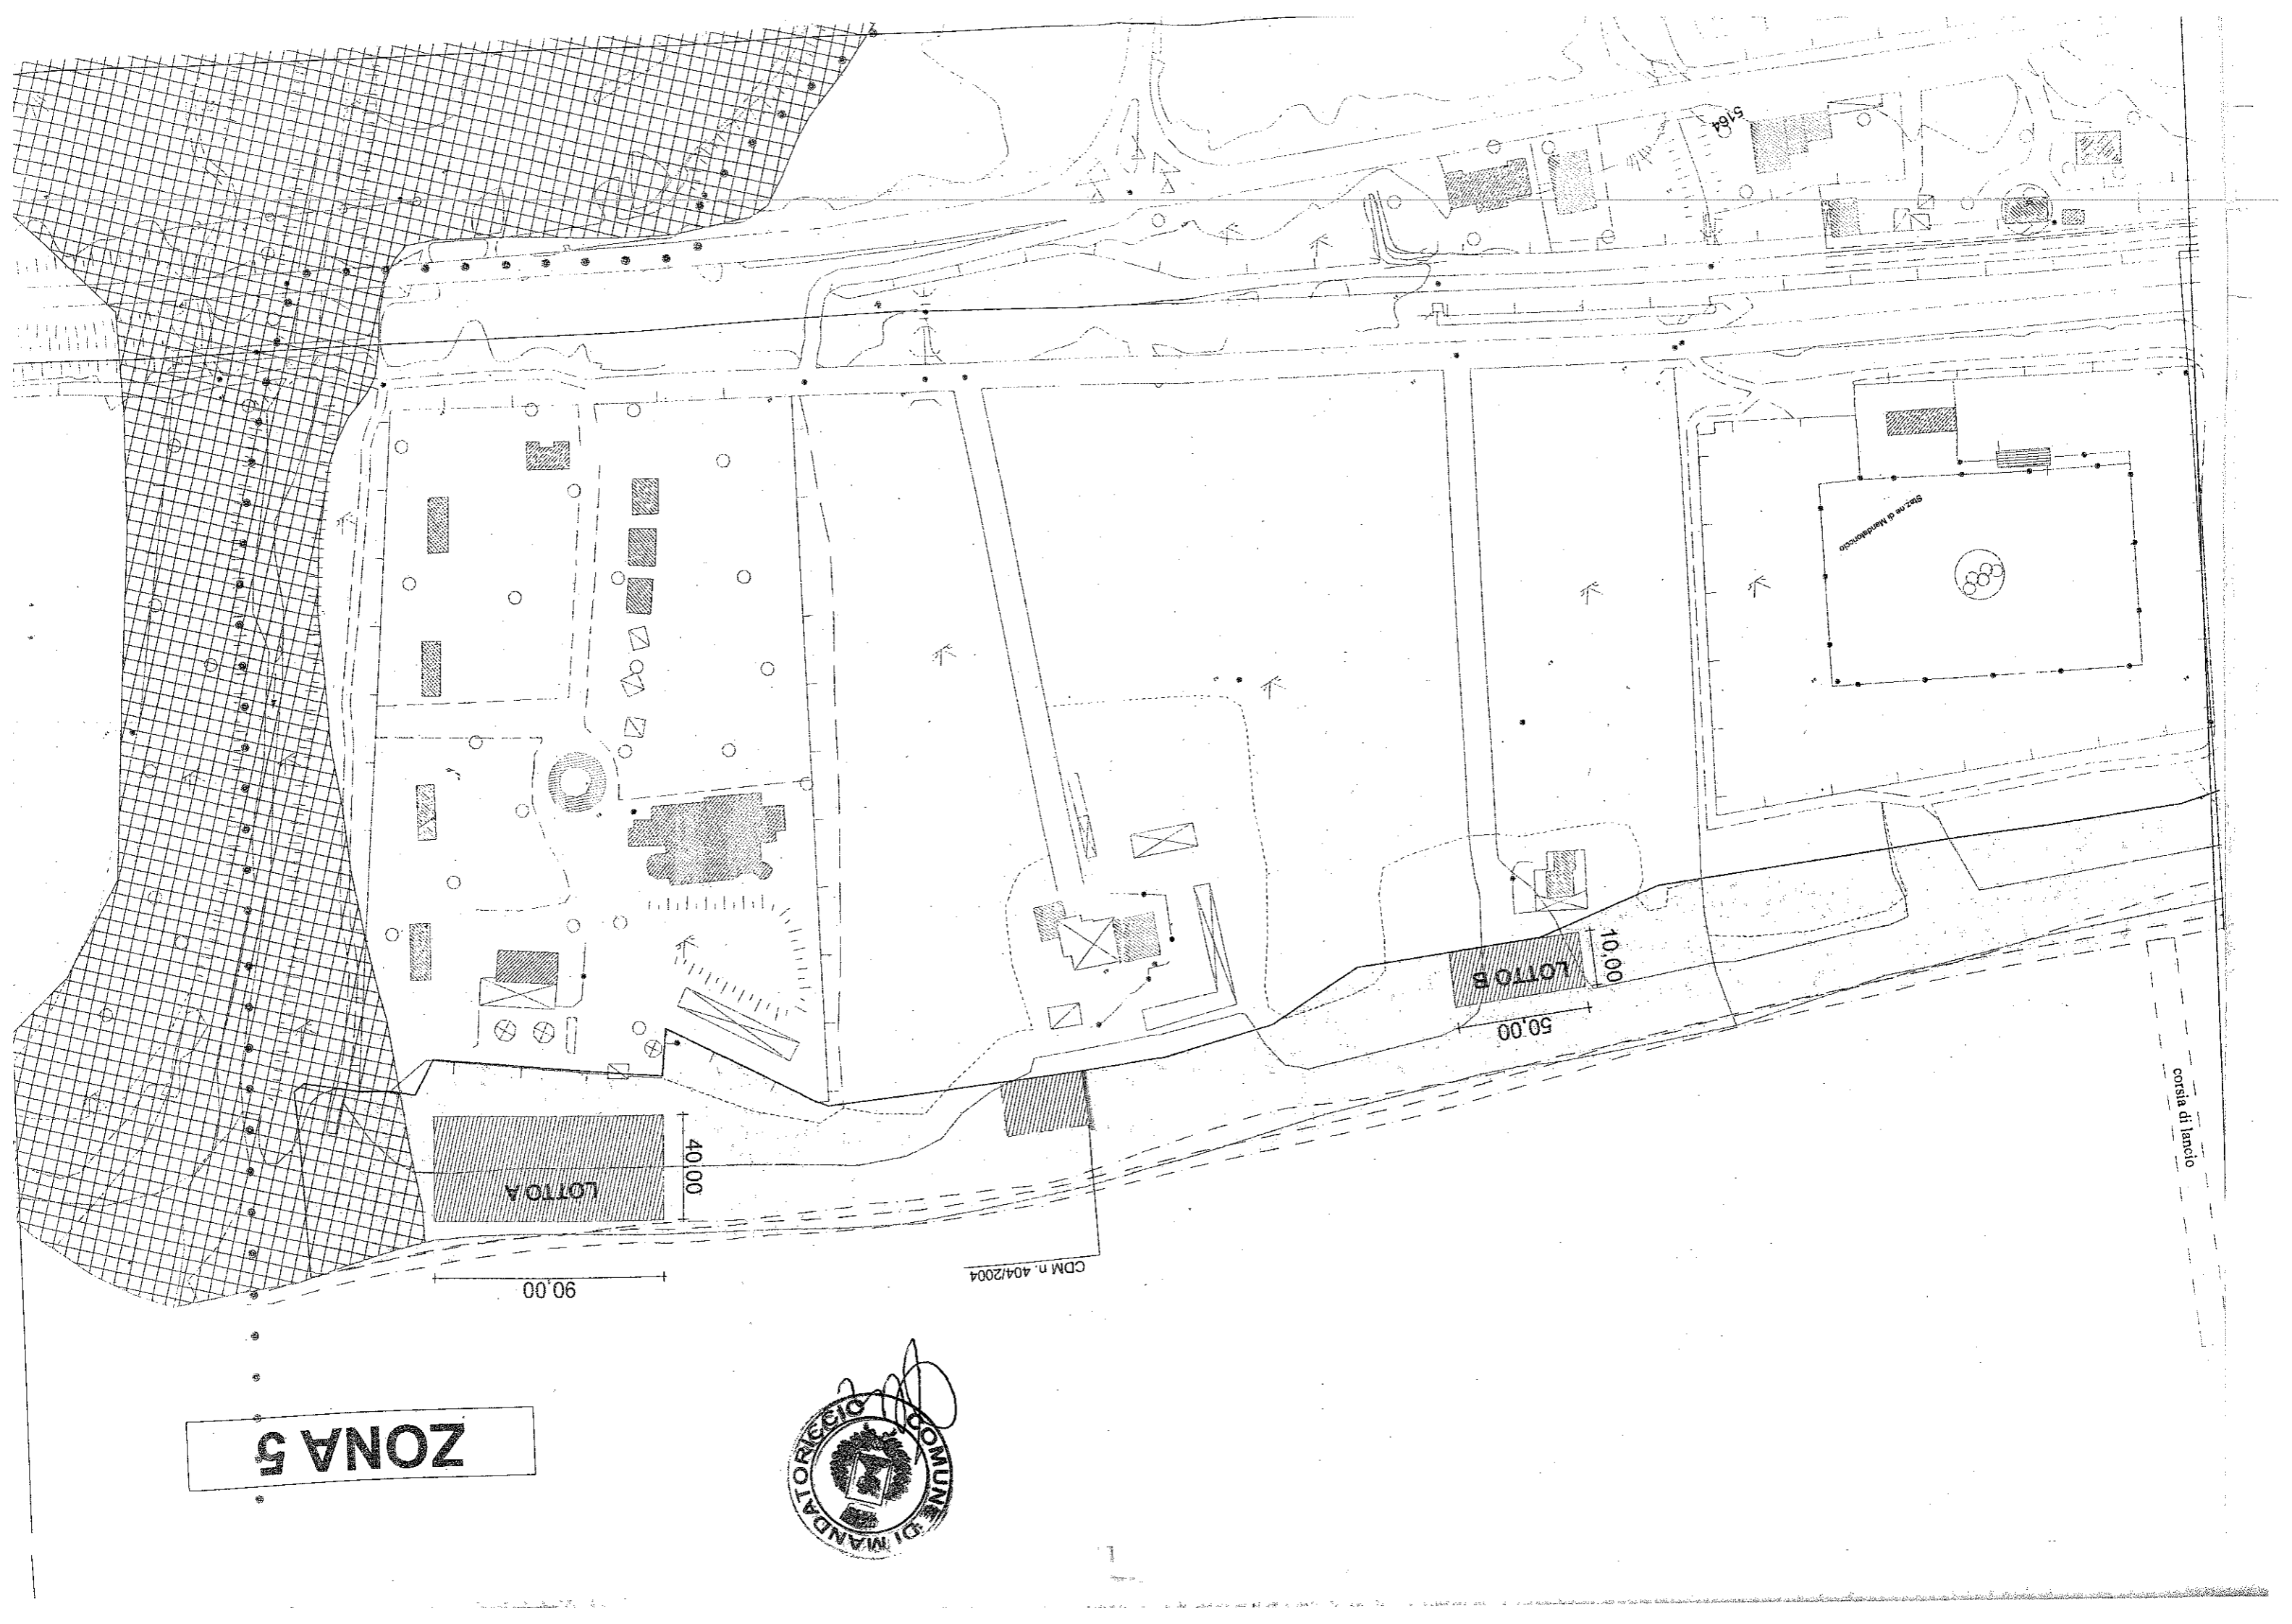 5164
Staz.ne di Mandatoriccio
10,00
LOTTO B
50,00
corsia di lancio
40,00
LOTTO A
CDM n. 404/2004
90,00
ZONA 5
COMUNE DI MANDATORICCIO